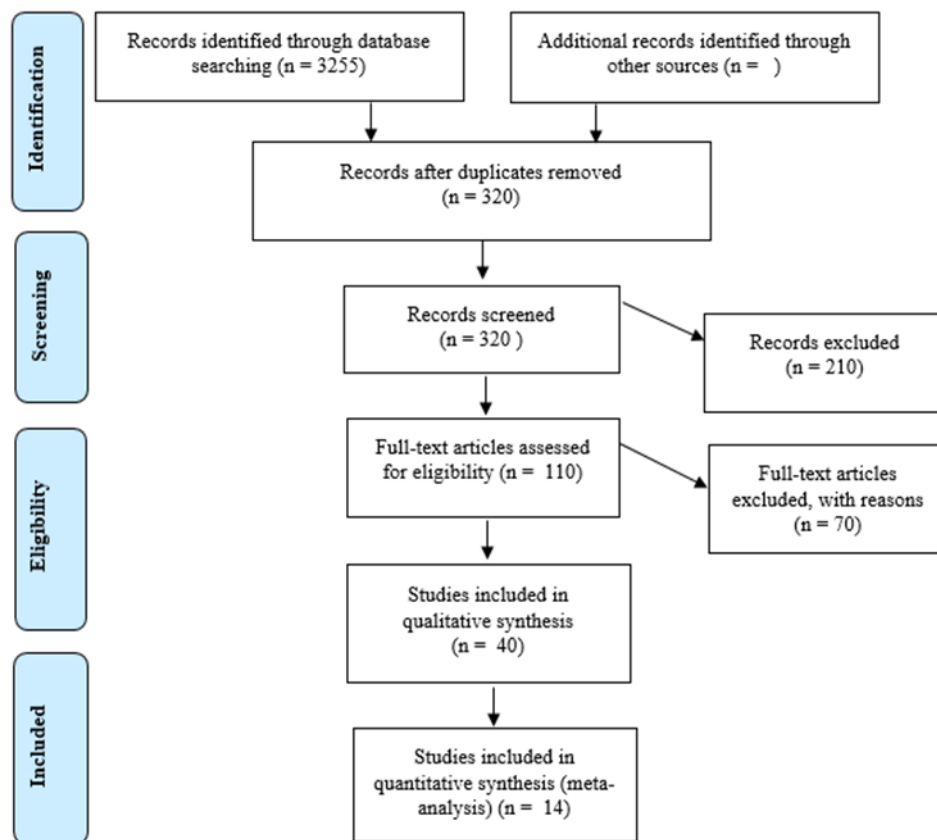 Identification
Records identified through database
searching (n = 3255)
Additional records identified through
other sources (n =   )
Records after duplicates removed
(n = 320)
Screening
Records screened
(n = 320 )
Records excluded
(n = 210)
Eligibility
Full-text articles assessed
for eligibility (n =  110)
Full-text articles
excluded, with reasons
(n = 70)
Studies included in
qualitative synthesis
(n =  40)
Included
Studies included in
quantitative synthesis (meta-
analysis) (n =  14)